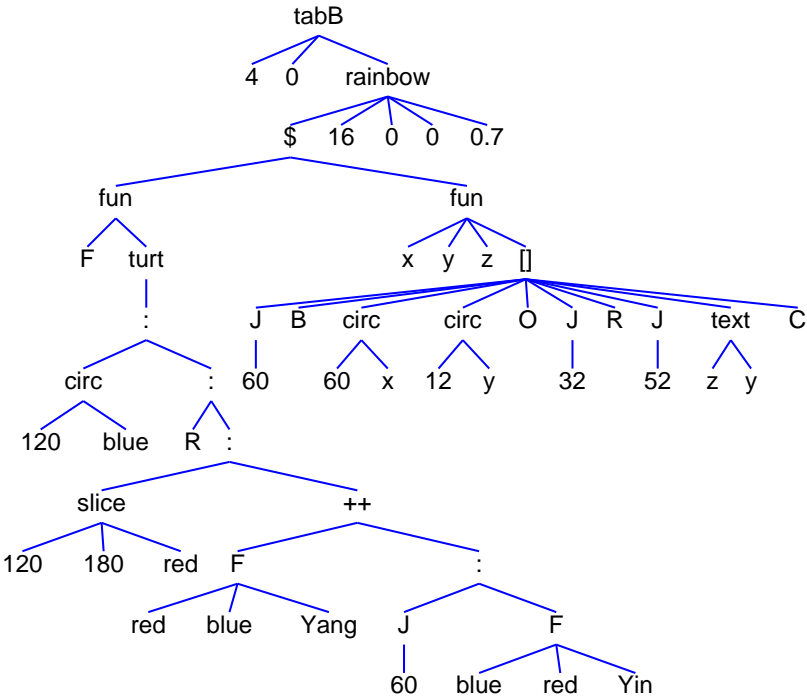 tabB
4 0 rainbow
$ 16 0 0 0.7
fun fun
F turt x y z []
: J B circ circ O J R J text C
circ : 60 60 x 12 y 32 52 z y
120 blue R :
slice ++
120 180 red F :
red blue Yang J F
60 blue red Yin